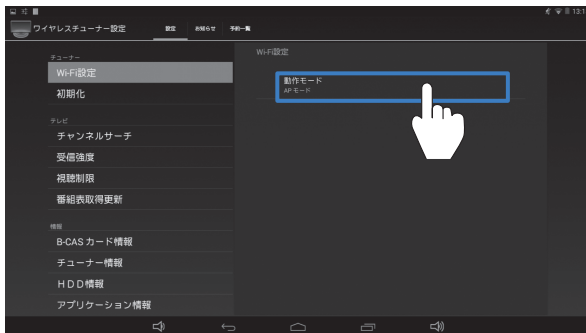 13:1
ワイヤレスチューナー設定
設定
お知らせ
予約一覧
チューナー
Wi-Fi設定
初期化
テレビ
チャンネルサーチ
受信強度
視聴制限
番組表取得更新
情報
B-CAS カード情報
チューナー情報
HDD情報
アプリケーション情報
Wi-Fi設定
動作モード
AP モード